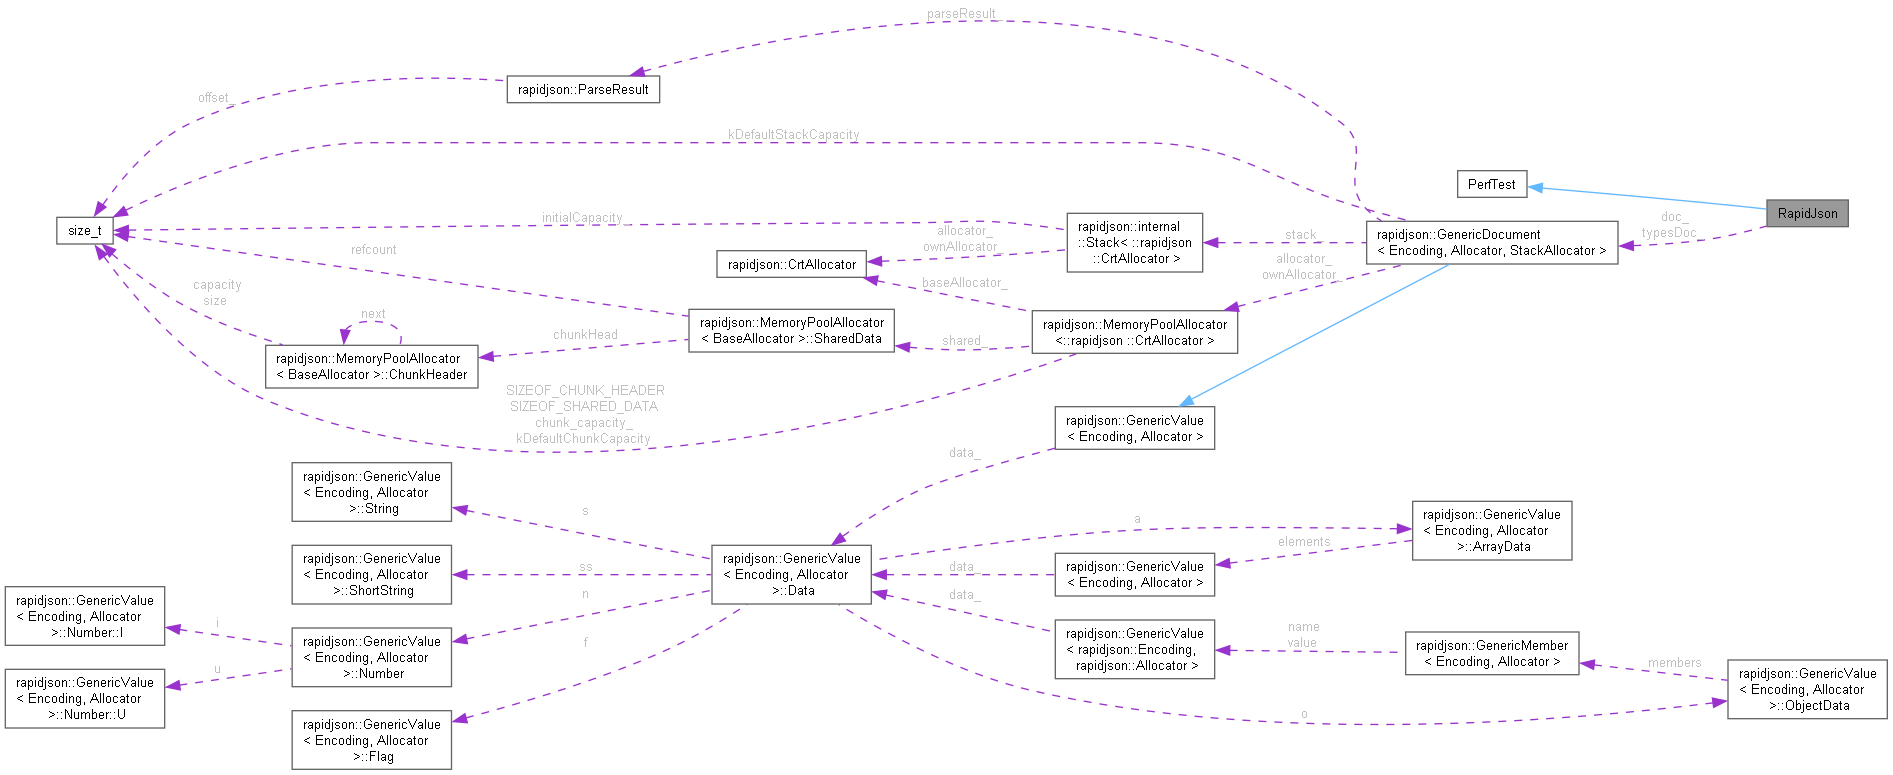 parseResult_
rapidjson::ParseResult
offset_
kDefaultStackCapacity
PerfTest
RapidJson
doc_
typesDoc_
size_t
initialCapacity_
rapidjson::internal
::Stack< ::rapidjson
::CrtAllocator >
stack_
rapidjson::GenericDocument
< Encoding, Allocator, StackAllocator >
allocator_
ownAllocator_
refcount
rapidjson::CrtAllocator
allocator_
ownAllocator_
capacity
size
baseAllocator_
next
rapidjson::MemoryPoolAllocator
< BaseAllocator >::SharedData
rapidjson::MemoryPoolAllocator
<::rapidjson ::CrtAllocator >
chunkHead
shared_
rapidjson::MemoryPoolAllocator
< BaseAllocator >::ChunkHeader
SIZEOF_CHUNK_HEADER
SIZEOF_SHARED_DATA
chunk_capacity_
kDefaultChunkCapacity
rapidjson::GenericValue
< Encoding, Allocator >
data_
rapidjson::GenericValue
< Encoding, Allocator
>::String
s
a
rapidjson::GenericValue
< Encoding, Allocator
>::ArrayData
elements
rapidjson::GenericValue
< Encoding, Allocator
>::ShortString
ss
rapidjson::GenericValue
< Encoding, Allocator
>::Data
data_
rapidjson::GenericValue
< Encoding, Allocator >
n
data_
rapidjson::GenericValue
< Encoding, Allocator
>::Number::I
i
rapidjson::GenericValue
< Encoding, Allocator
>::Number
f
rapidjson::GenericValue
< rapidjson::Encoding,
rapidjson::Allocator >
name
value
rapidjson::GenericMember
< Encoding, Allocator >
members
rapidjson::GenericValue
< Encoding, Allocator
>::ObjectData
u
rapidjson::GenericValue
< Encoding, Allocator
>::Number::U
o
rapidjson::GenericValue
< Encoding, Allocator
>::Flag